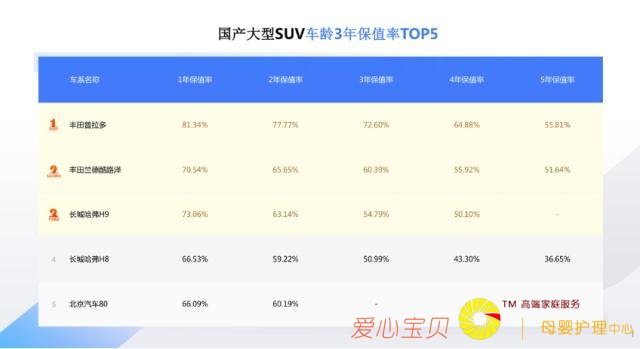 国产大型SUV车龄3年保值率TOP5
车系名称 1年保值率 2年保值率 3年保值率 4年保值率 5年保值率
1 丰田普拉多 81.34% 77.77% 72.60% 64.88% 55.81%
2 丰田兰德酷路泽 70.54% 65.65% 60.39% 55.92% 51.64%
3 长城哈弗H9 73.06% 63.14% 54.79% 50.10% -
4 长城哈弗H8 66.53% 59.22% 50.99% 43.30% 36.65%
5 北京汽车80 66.09% 60.19% -
爱心宝贝 TM 高端家庭服务
母婴护理中心